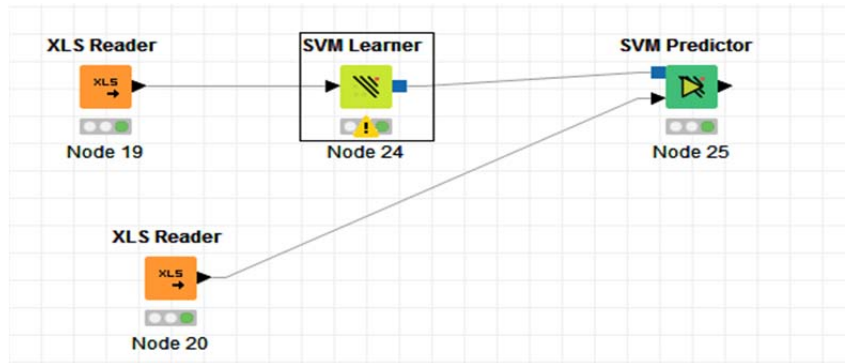 XLS Reader
SVM Learner
SVM Predictor
XLS
Node 19
Node 24
Node 25
XLS Reader
XLS
Node 20